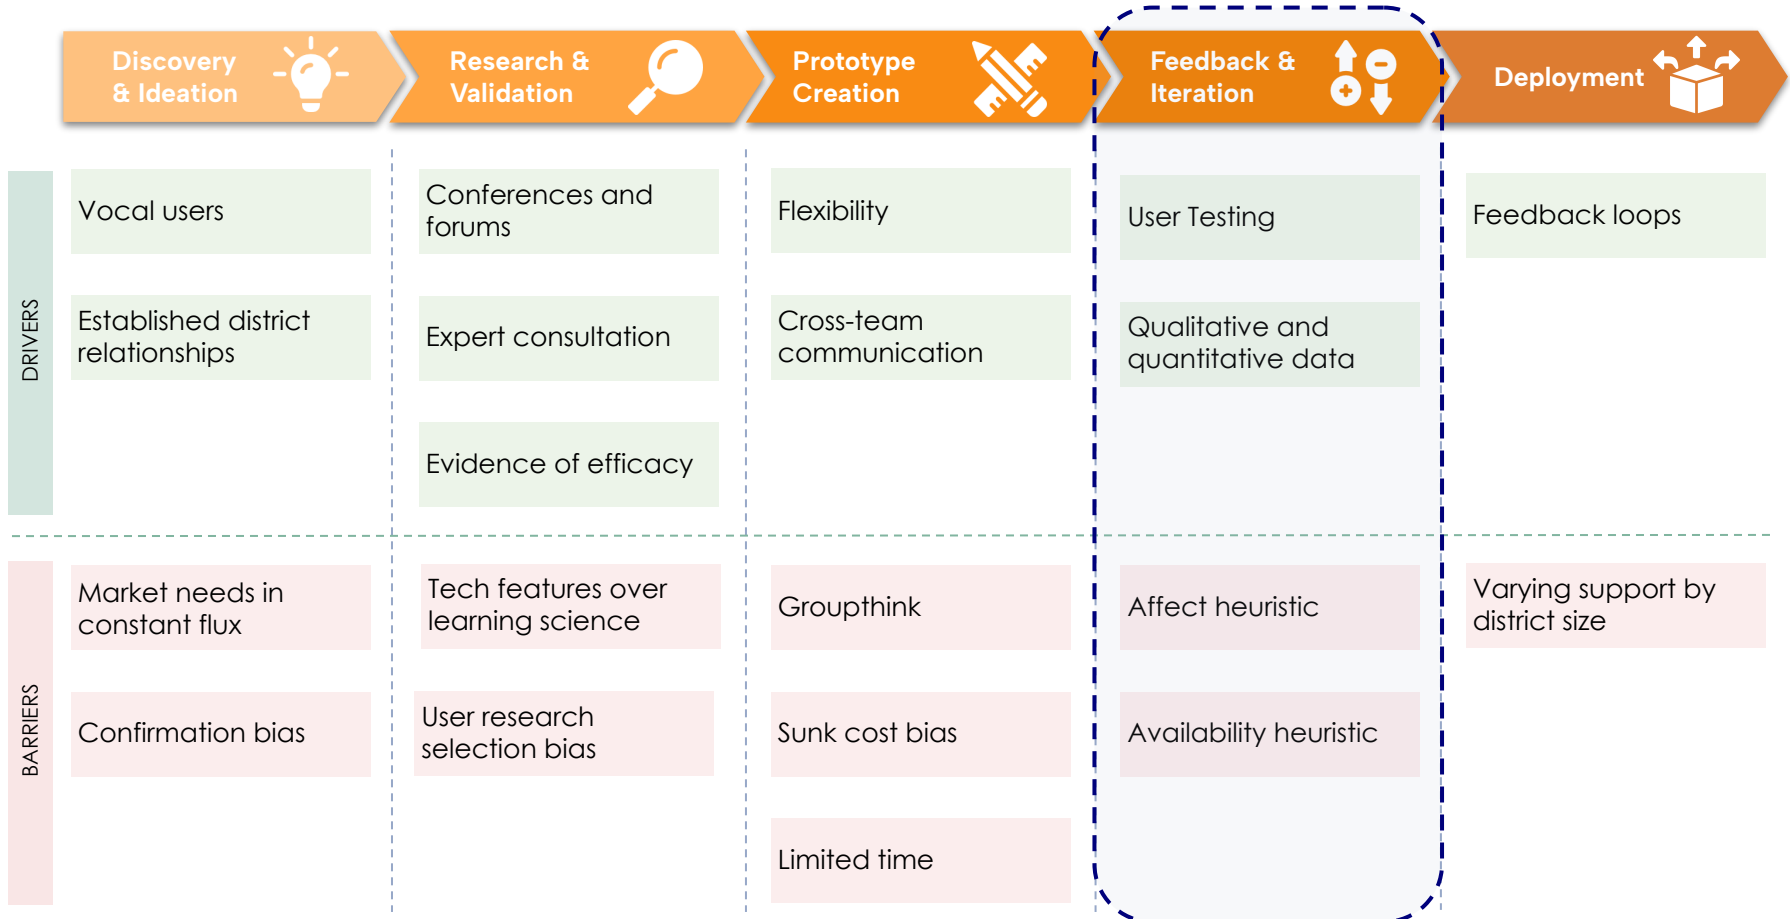 Discovery
& Ideation
Research &
Validation
Prototype
Creation
Feedback &
Iteration
Deployment
DRIVERS
Vocal users
Conferences and
forums
Flexibility
User Testing
Feedback loops
Established district
relationships
Expert consultation
Cross-team
communication
Qualitative and
quantitative data
Evidence of efficacy
BARRIERS
Market needs in
constant flux
Tech features over
learning science
Groupthink
Affect heuristic
Varying support by
district size
Confirmation bias
User research
selection bias
Sunk cost bias
Availability heuristic
Limited time